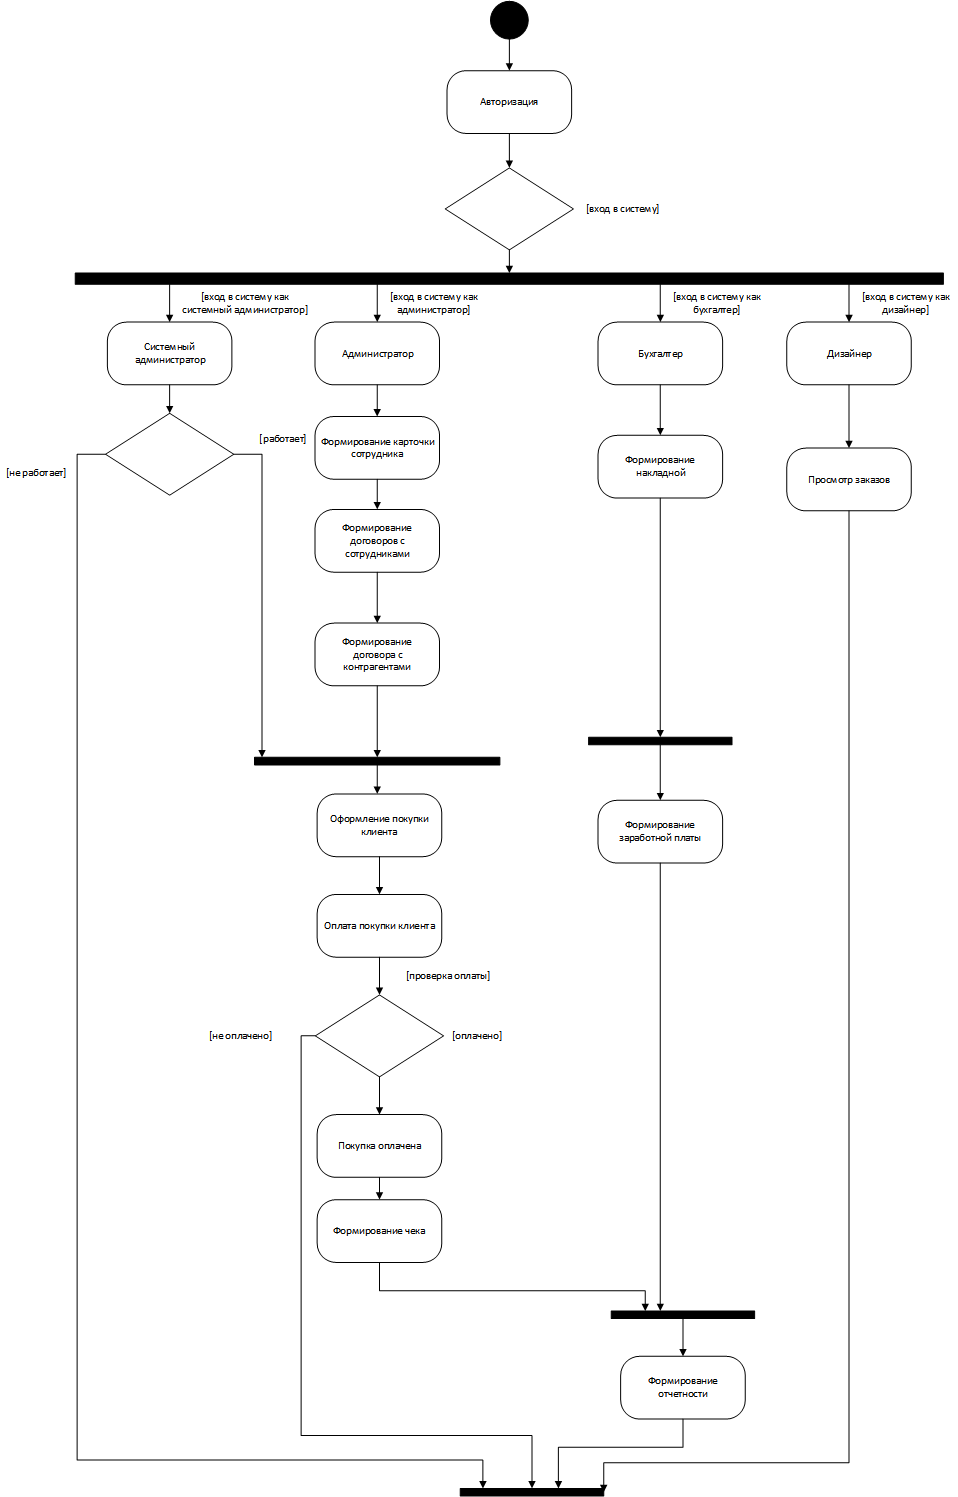 Авторизация
[вход в систему]
[вход в систему как
системный администратор]
[вход в систему как
администратор]
[вход в систему как
бухгалтер]
[вход в систему как
дизайнер]
Системный
администратор
Администратор
Бухгалтер
Дизайнер
[не работает]
[работает]
Формирование карточки
сотрудника
Формирование
накладной
Просмотр заказов
Формирование
договоров с
сотрудниками
Формирование
договора с
контрагентами
Оформление покупки
клиента
Формирование
заработной платы
Оплата покупки клиента
[проверка оплаты]
[не оплачено]
[оплачено]
Покупка оплачена
Формирование чека
Формирование
отчетности